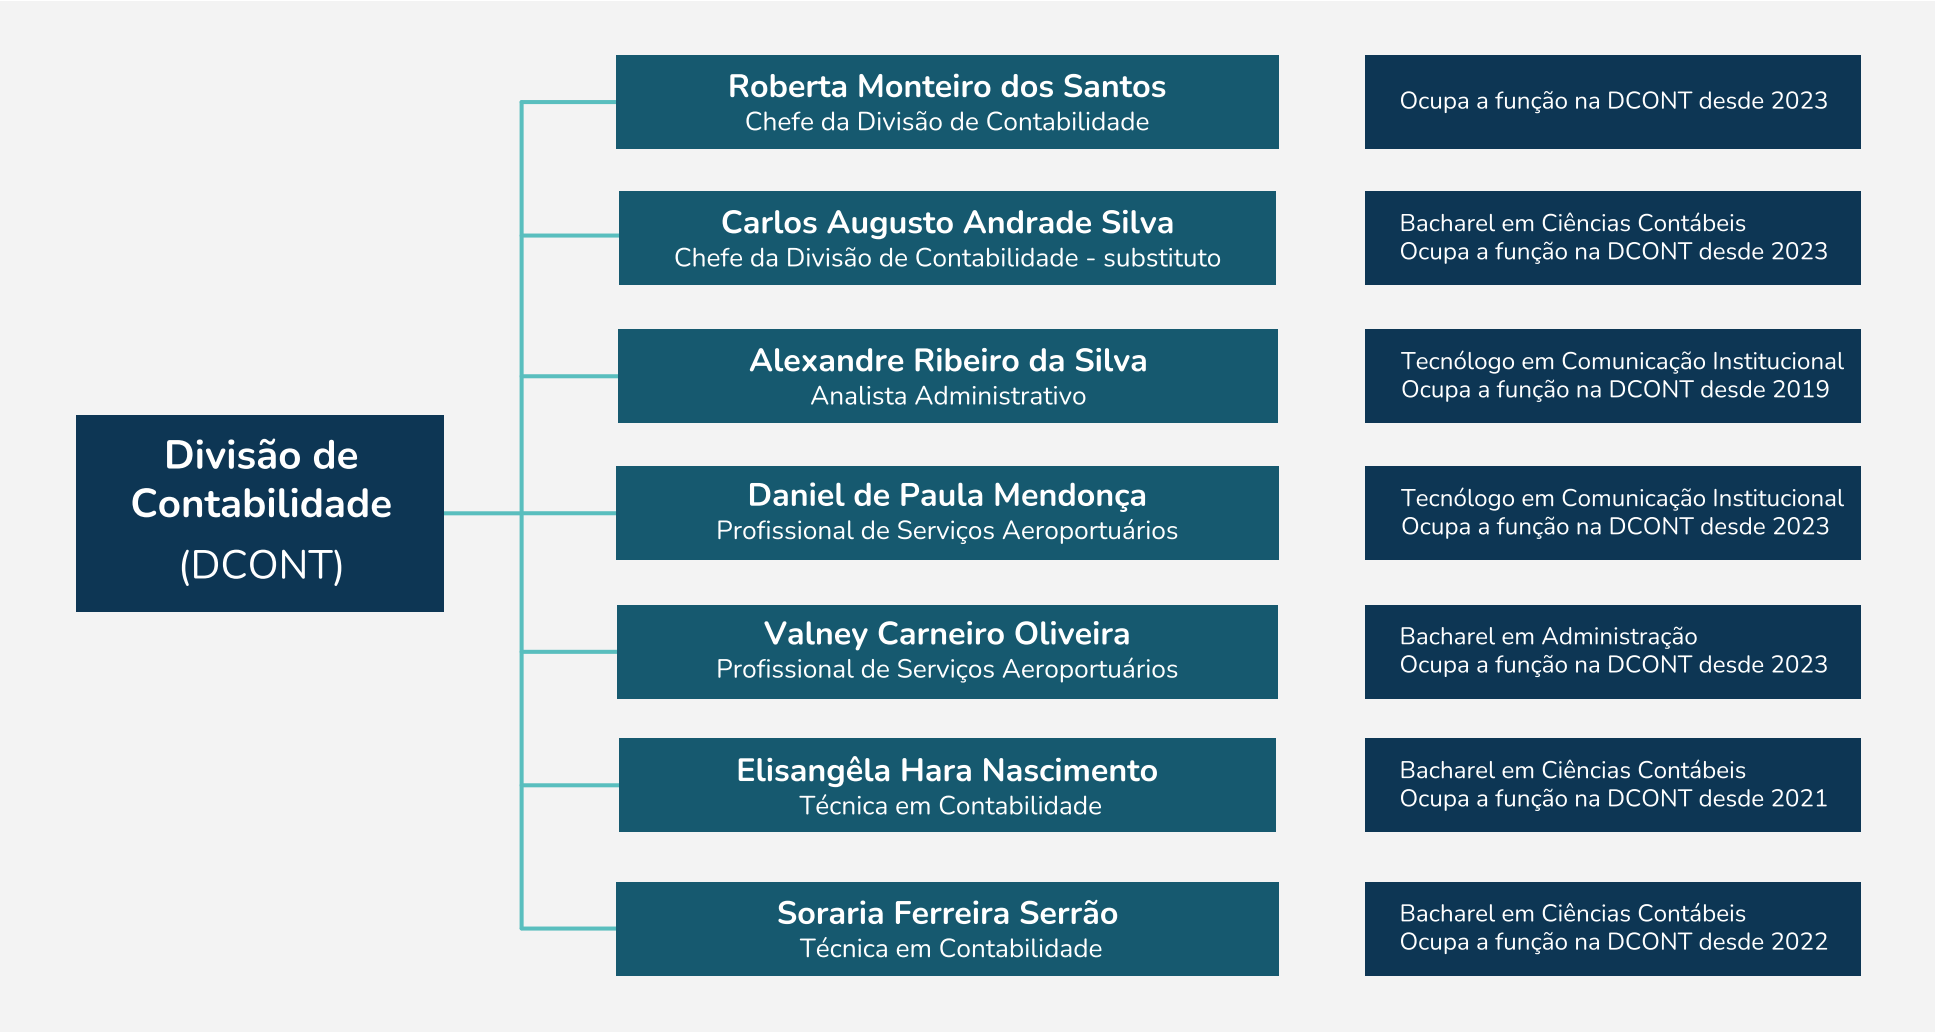 Divisão de
Contabilidade
(DCONT)
Roberta Monteiro dos Santos
Chefe da Divisão de Contabilidade
Ocupa a função na DCONT desde 2023
Carlos Augusto Andrade Silva
Chefe da Divisão de Contabilidade - substituto
Bacharel em Ciências Contábeis
Ocupa a função na DCONT desde 2023
Alexandre Ribeiro da Silva
Analista Administrativo
Tecnólogo em Comunicação Institucional
Ocupa a função na DCONT desde 2019
Daniel de Paula Mendonça
Profissional de Serviços Aeroportuários
Tecnólogo em Comunicação Institucional
Ocupa a função na DCONT desde 2023
Valney Carneiro Oliveira
Profissional de Serviços Aeroportuários
Bacharel em Administração
Ocupa a função na DCONT desde 2023
Elisangêla Hara Nascimento
Técnica em Contabilidade
Bacharel em Ciências Contábeis
Ocupa a função na DCONT desde 2021
Soraria Ferreira Serrão
Técnica em Contabilidade
Bacharel em Ciências Contábeis
Ocupa a função na DCONT desde 2022